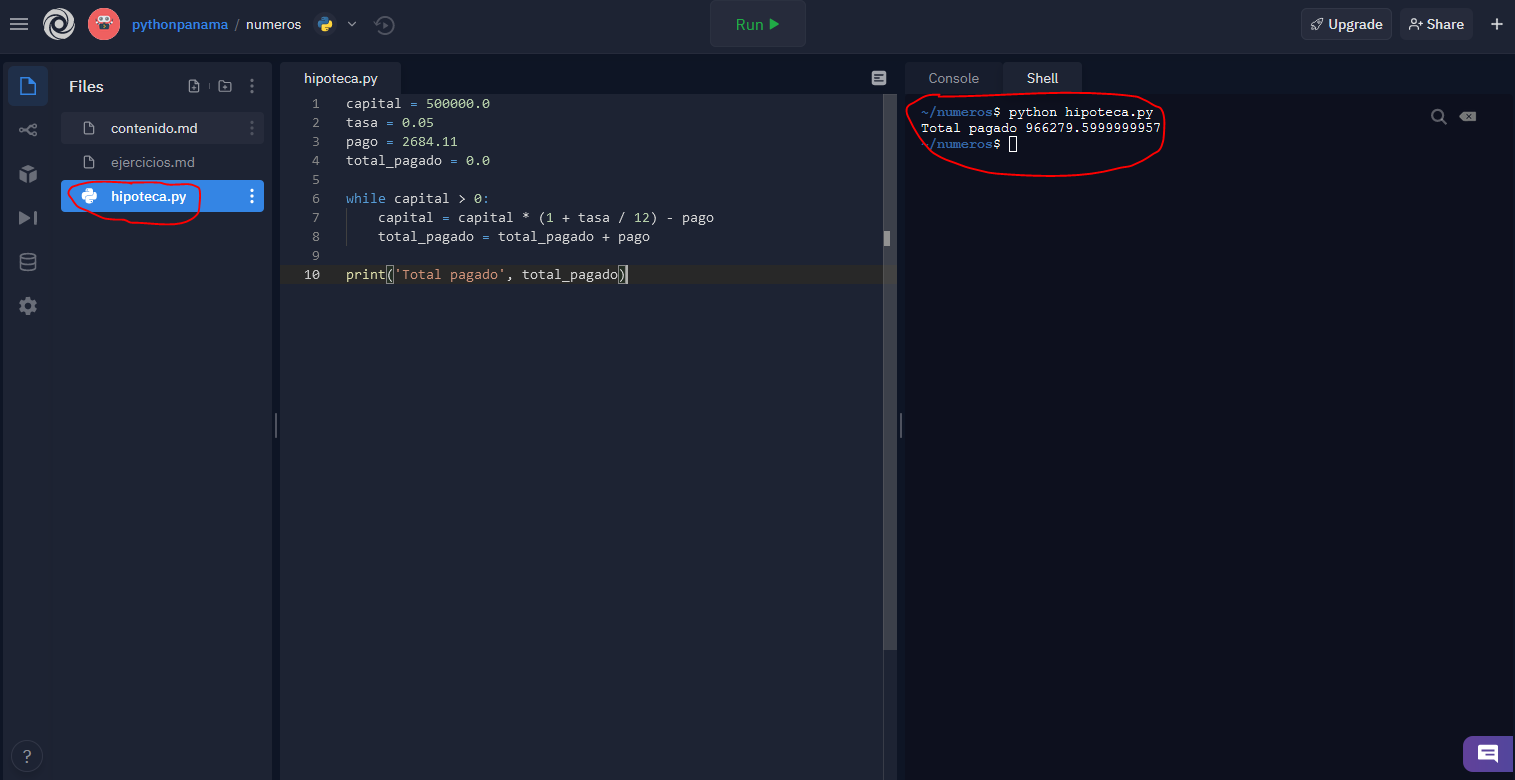 pythonpanama / numeros
Run
Upgrade
Share
Files
contenido.md
ejercicios.md
hipoteca.py
hipoteca.py
1 capital = 500000.0
2 tasa = 0.05
3 pago = 2684.11
4 total_pagado = 0.0
5
6 while capital > 0:
7 capital = capital * (1 + tasa / 12) - pago
8 total_pagado = total_pagado + pago
9
10 print('Total pagado', total_pagado)
Console
Shell
~/numeros$ python hipoteca.py
Total pagado 966279.5999999957
~/numeros$
?